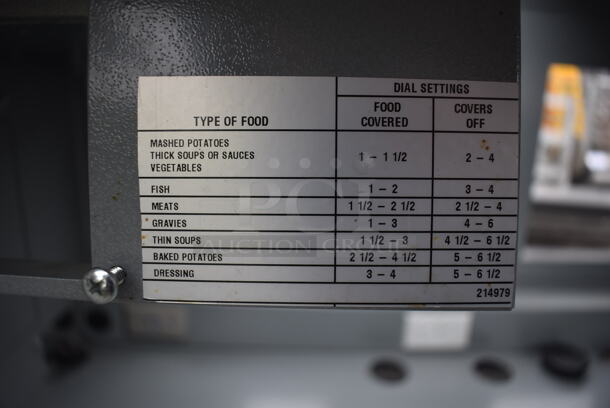 DIAL SETTINGS
TYPE OF FOOD FOOD COVERED COVERS OFF
MASHED POTATOES
THICK SOUPS OR SAUCES 1 - 1 1/2 2 - 4
VEGETABLES
FISH 1 - 2 3 - 4
MEATS 1 1/2 - 2 1/2 2 1/2 - 4
GRAVIES 1 - 3 4 - 6
THIN SOUPS 1 1/2 - 3 4 1/2 - 6 1/2
BAKED POTATOES 2 1/2 - 4 1/2 5 - 6 1/2
DRESSING 3 - 4 5 - 6 1/2
214979
PCI
AUCTION GROUP